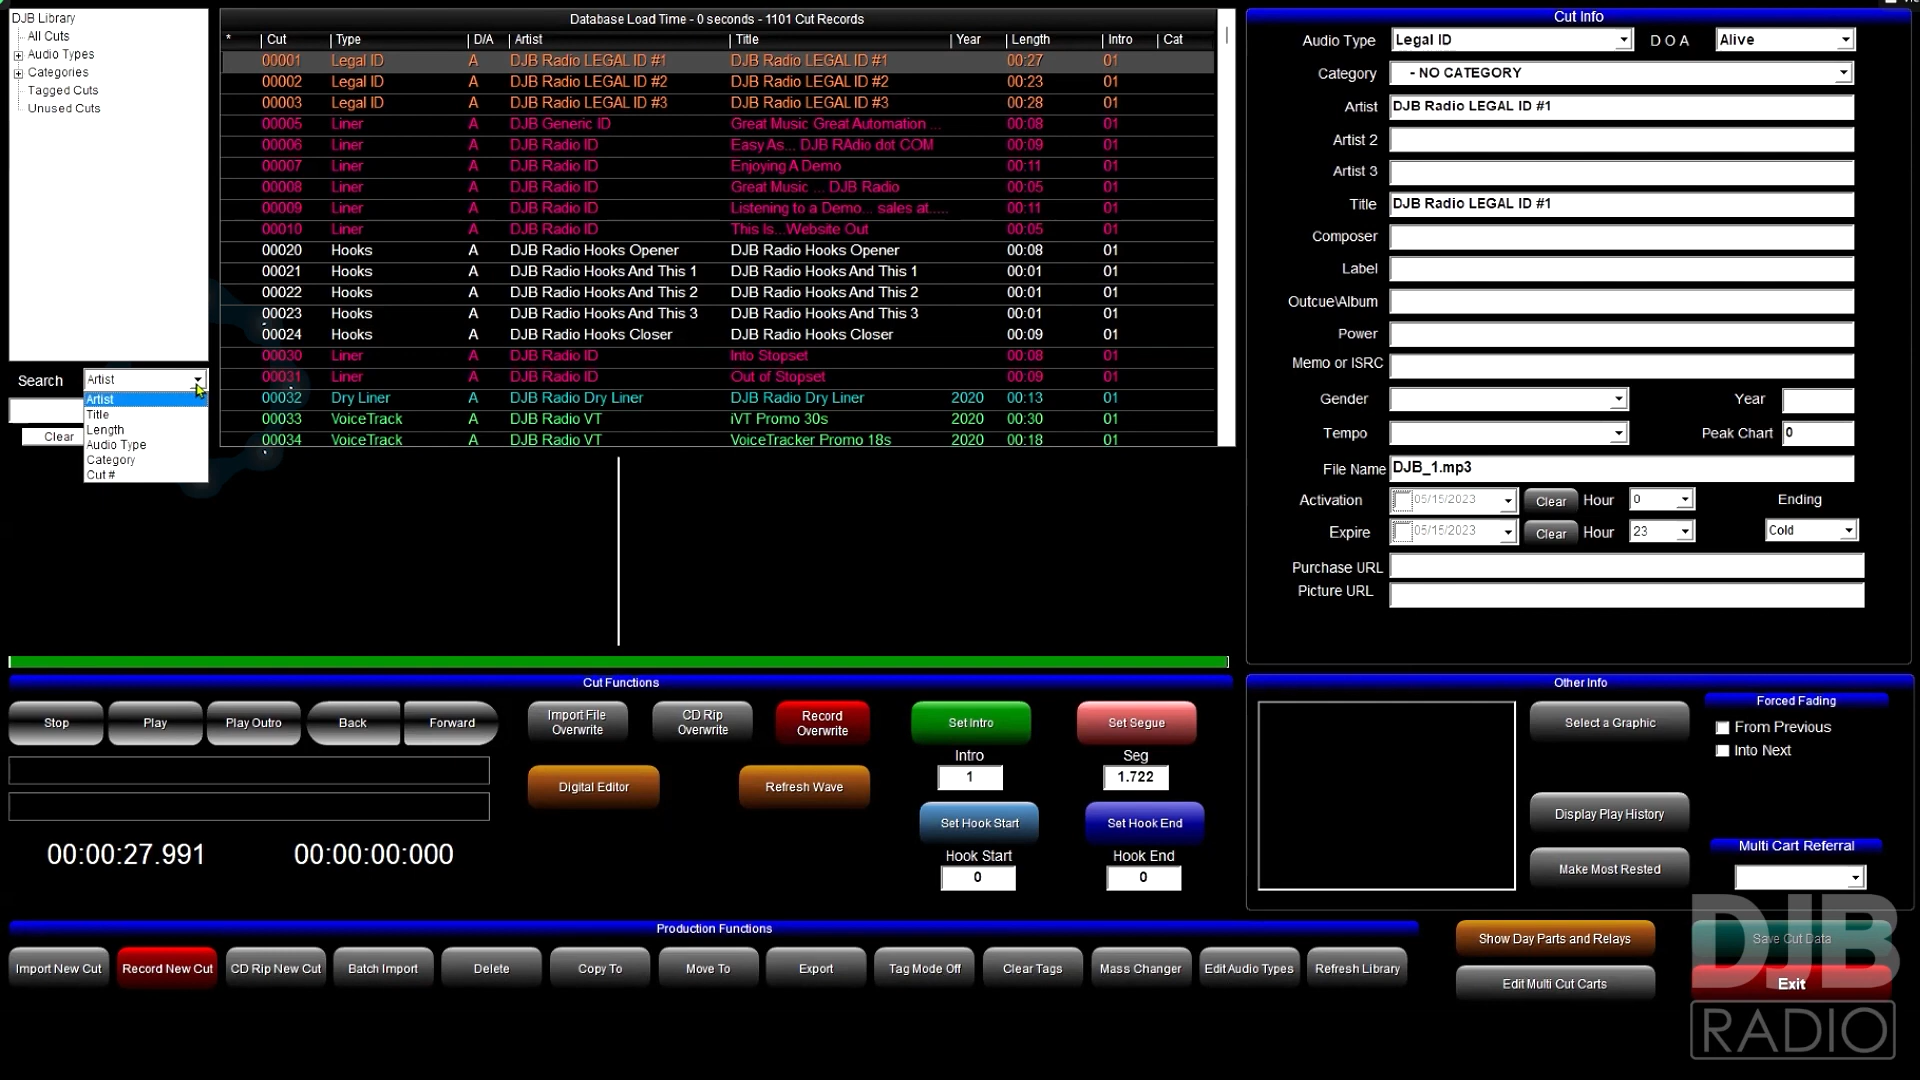 DJB Library
All Cuts
Audio Types
Categories
Tagged Cuts
Unused Cuts
Search Artist
Artist
Title
Length
Audio Type
Category
Cut #
Clear
Database Load Time - 0 seconds - 1101 Cut Records
* Cut Type D/A Artist Title Year Length Intro Cat
00001 Legal ID A DJB Radio LEGAL ID #1 DJB Radio LEGAL ID #1 00:27 01
00002 Legal ID A DJB Radio LEGAL ID #2 DJB Radio LEGAL ID #2 00:23 01
00003 Legal ID A DJB Radio LEGAL ID #3 DJB Radio LEGAL ID #3 00:28 01
00005 Liner A DJB Generic ID Great Music Great Automation ... 00:08 01
00006 Liner A DJB Radio ID Easy As... DJB RAdio dot COM 00:09 01
00007 Liner A DJB Radio ID Enjoying A Demo 00:11 01
00008 Liner A DJB Radio ID Great Music ... DJB Radio 00:05 01
00009 Liner A DJB Radio ID Listening to a Demo... sales at..... 00:11 01
00010 Liner A DJB Radio ID This Is...Website Out 00:05 01
00020 Hooks A DJB Radio Hooks Opener DJB Radio Hooks Opener 00:08 01
00021 Hooks A DJB Radio Hooks And This 1 DJB Radio Hooks And This 1 00:01 01
00022 Hooks A DJB Radio Hooks And This 2 DJB Radio Hooks And This 2 00:01 01
00023 Hooks A DJB Radio Hooks And This 3 DJB Radio Hooks And This 3 00:01 01
00024 Hooks A DJB Radio Hooks Closer DJB Radio Hooks Closer 00:09 01
00030 Liner A DJB Radio ID Into Stopset 00:08 01
00031 Liner A DJB Radio ID Out of Stopset 00:09 01
00032 Dry Liner A DJB Radio Dry Liner DJB Radio Dry Liner 2020 00:13 01
00033 VoiceTrack A DJB Radio VT iVT Promo 30s 2020 00:30 01
00034 VoiceTrack A DJB Radio VT VoiceTracker Promo 18s 2020 00:18 01
Cut Info
Audio Type Legal ID D O A Alive
Category - NO CATEGORY
Artist DJB Radio LEGAL ID #1
Artist 2
Artist 3
Title DJB Radio LEGAL ID #1
Composer
Label
Outcue\Album
Power
Memo or ISRC
Gender Year
Tempo Peak Chart 0
File Name DJB_1.mp3
Activation 05/15/2023 Clear Hour 0 Ending
Expire 05/15/2023 Clear Hour 23 Cold
Purchase URL
Picture URL
Cut Functions
Stop Play Play Outro Back Forward
Import File Overwrite
CD Rip Overwrite
Record Overwrite
Set Intro
Set Segue
Intro Seg
1 1.722
Digital Editor Refresh Wave
Set Hook Start Set Hook End
Hook Start Hook End
0 0
00:00:27.991 00:00:00:000
Other Info
Select a Graphic
Display Play History
Make Most Rested
Forced Fading
From Previous
Into Next
Multi Cart Referral
Production Functions
Import New Cut Record New Cut CD Rip New Cut Batch Import Delete Copy To Move To Export Tag Mode Off Clear Tags Mass Changer Edit Audio Types Refresh Library
Show Day Parts and Relays
Edit Multi Cut Carts
Save Cut Data
Exit
DJB
RADIO